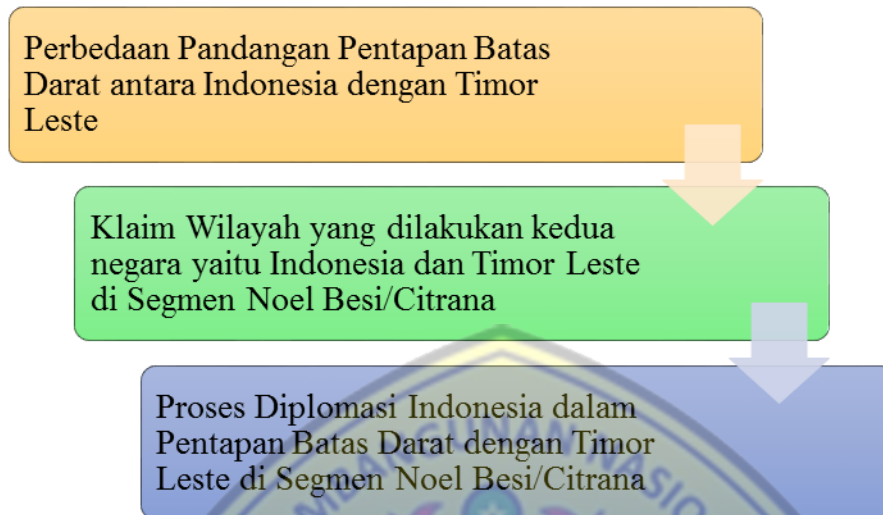 Perbedaan Pandangan Pentapan Batas
Darat antara Indonesia dengan Timor
Leste
Klaim Wilayah yang dilakukan kedua
negara yaitu Indonesia dan Timor Leste
di Segmen Noel Besi/Citrana
Proses Diplomasi Indonesia dalam
Pentapan Batas Darat dengan Timor
Leste di Segmen Noel Besi/Citrana